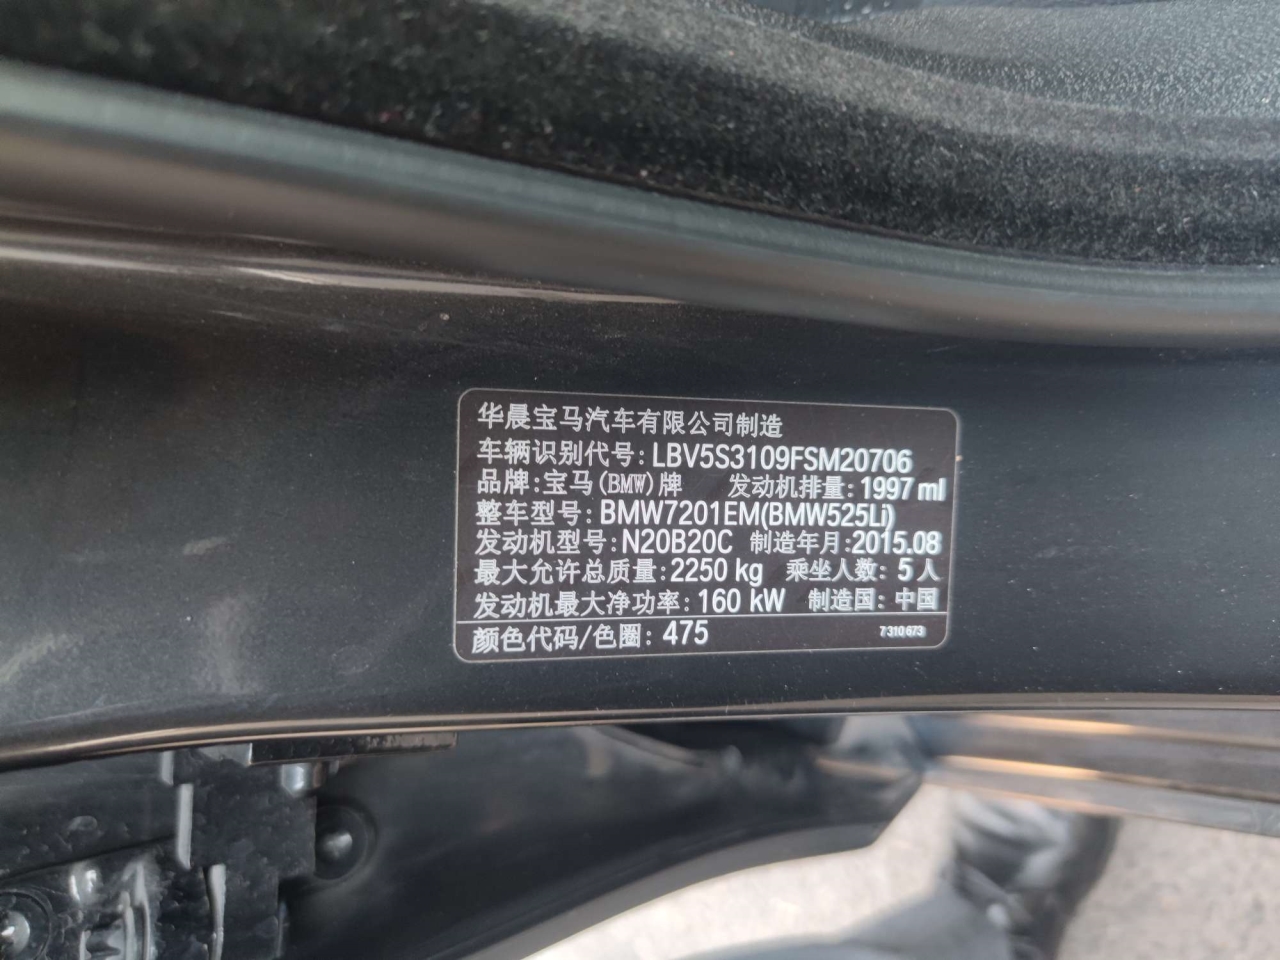 华晨宝马汽车有限公司制造
车辆识别代号: LBV5S3109FSM20706
品牌:宝马(BMW)牌 发动机排量: 1997 ml
整车型号: BMW7201EM(BMW525Li)
发动机型号: N20B20C 制造年月:2015.08
最大允许总质量:2250 kg 乘坐人数: 5人
发动机最大净功率: 160 kW 制造国: 中国
颜色代码/色圈: 475 7310673